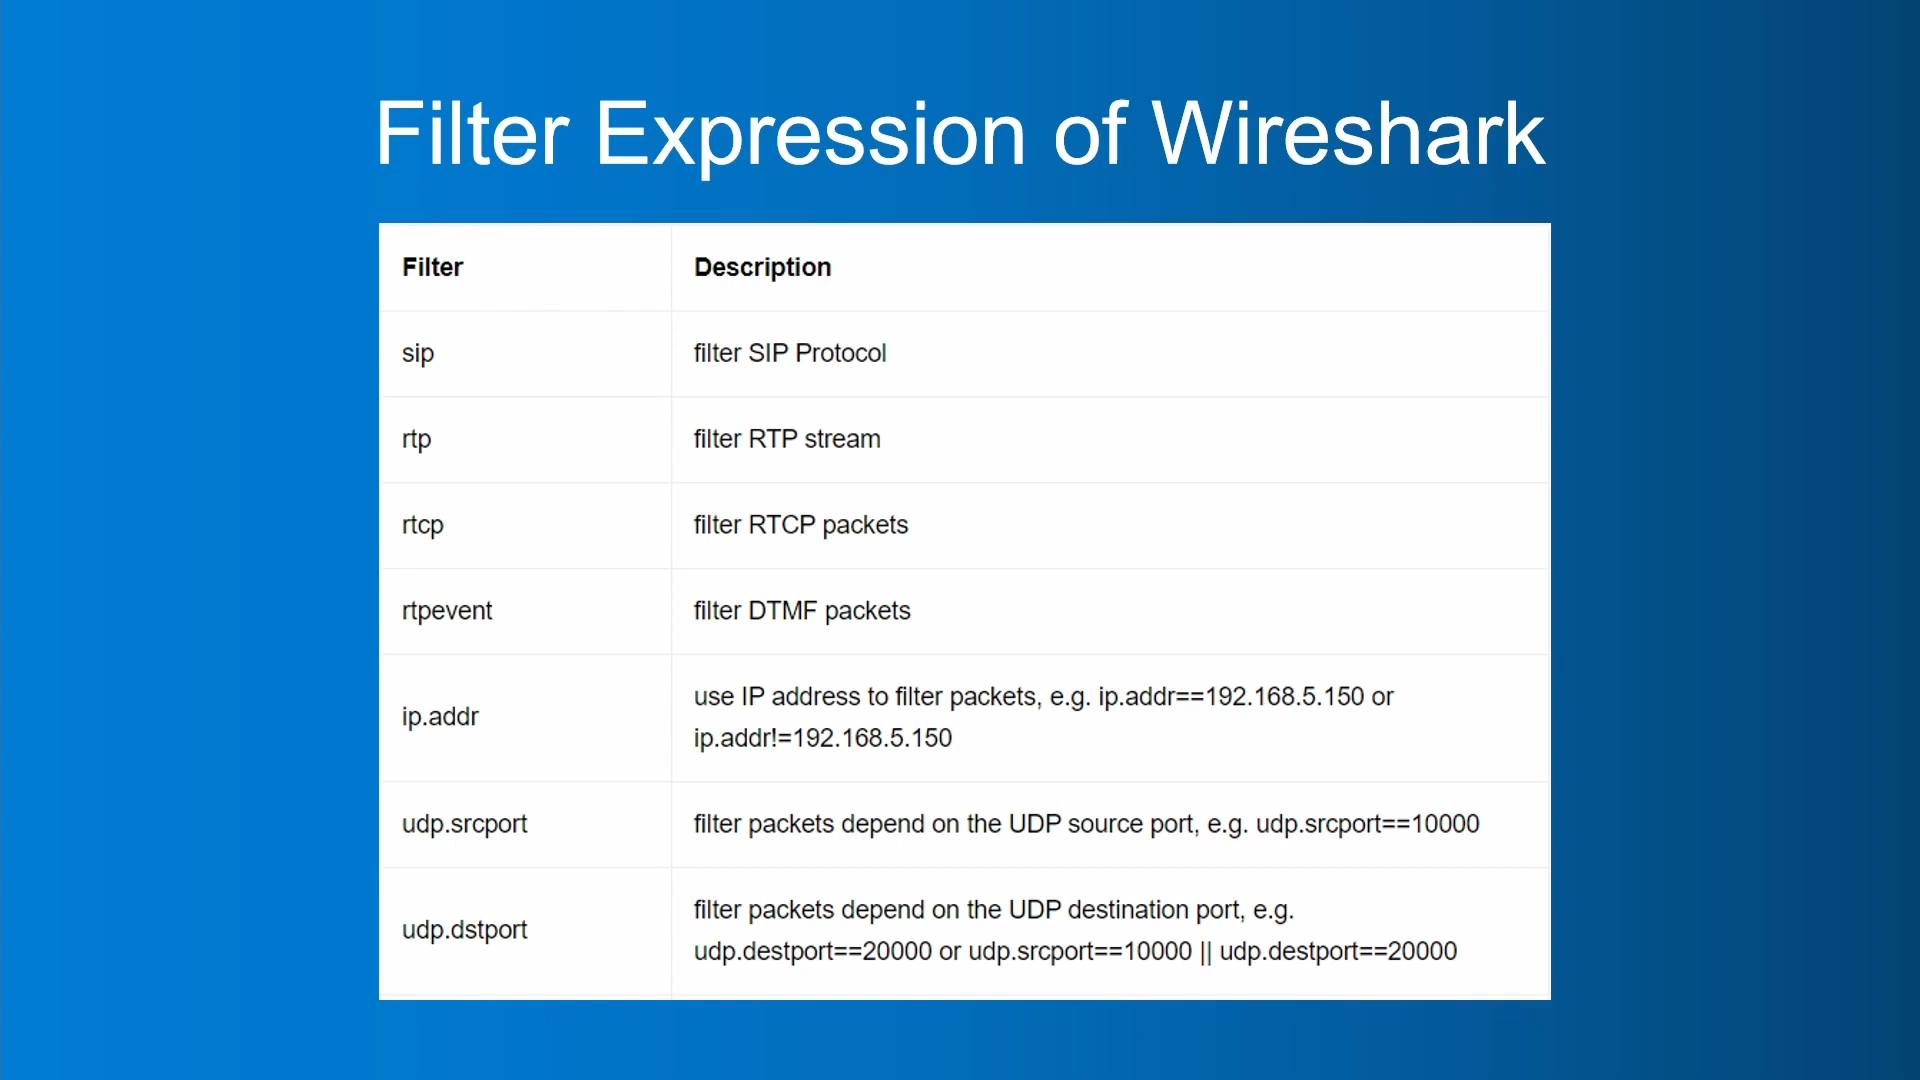 Filter Expression of Wireshark
Filter Description
sip filter SIP Protocol
rtp filter RTP stream
rtcp filter RTCP packets
rtpevent filter DTMF packets
ip.addr use IP address to filter packets, e.g. ip.addr==192.168.5.150 or
ip.addr!=192.168.5.150
udp.srcport filter packets depend on the UDP source port, e.g. udp.srcport==10000
udp.dstport filter packets depend on the UDP destination port, e.g.
udp.destport==20000 or udp.srcport==10000 || udp.destport==20000